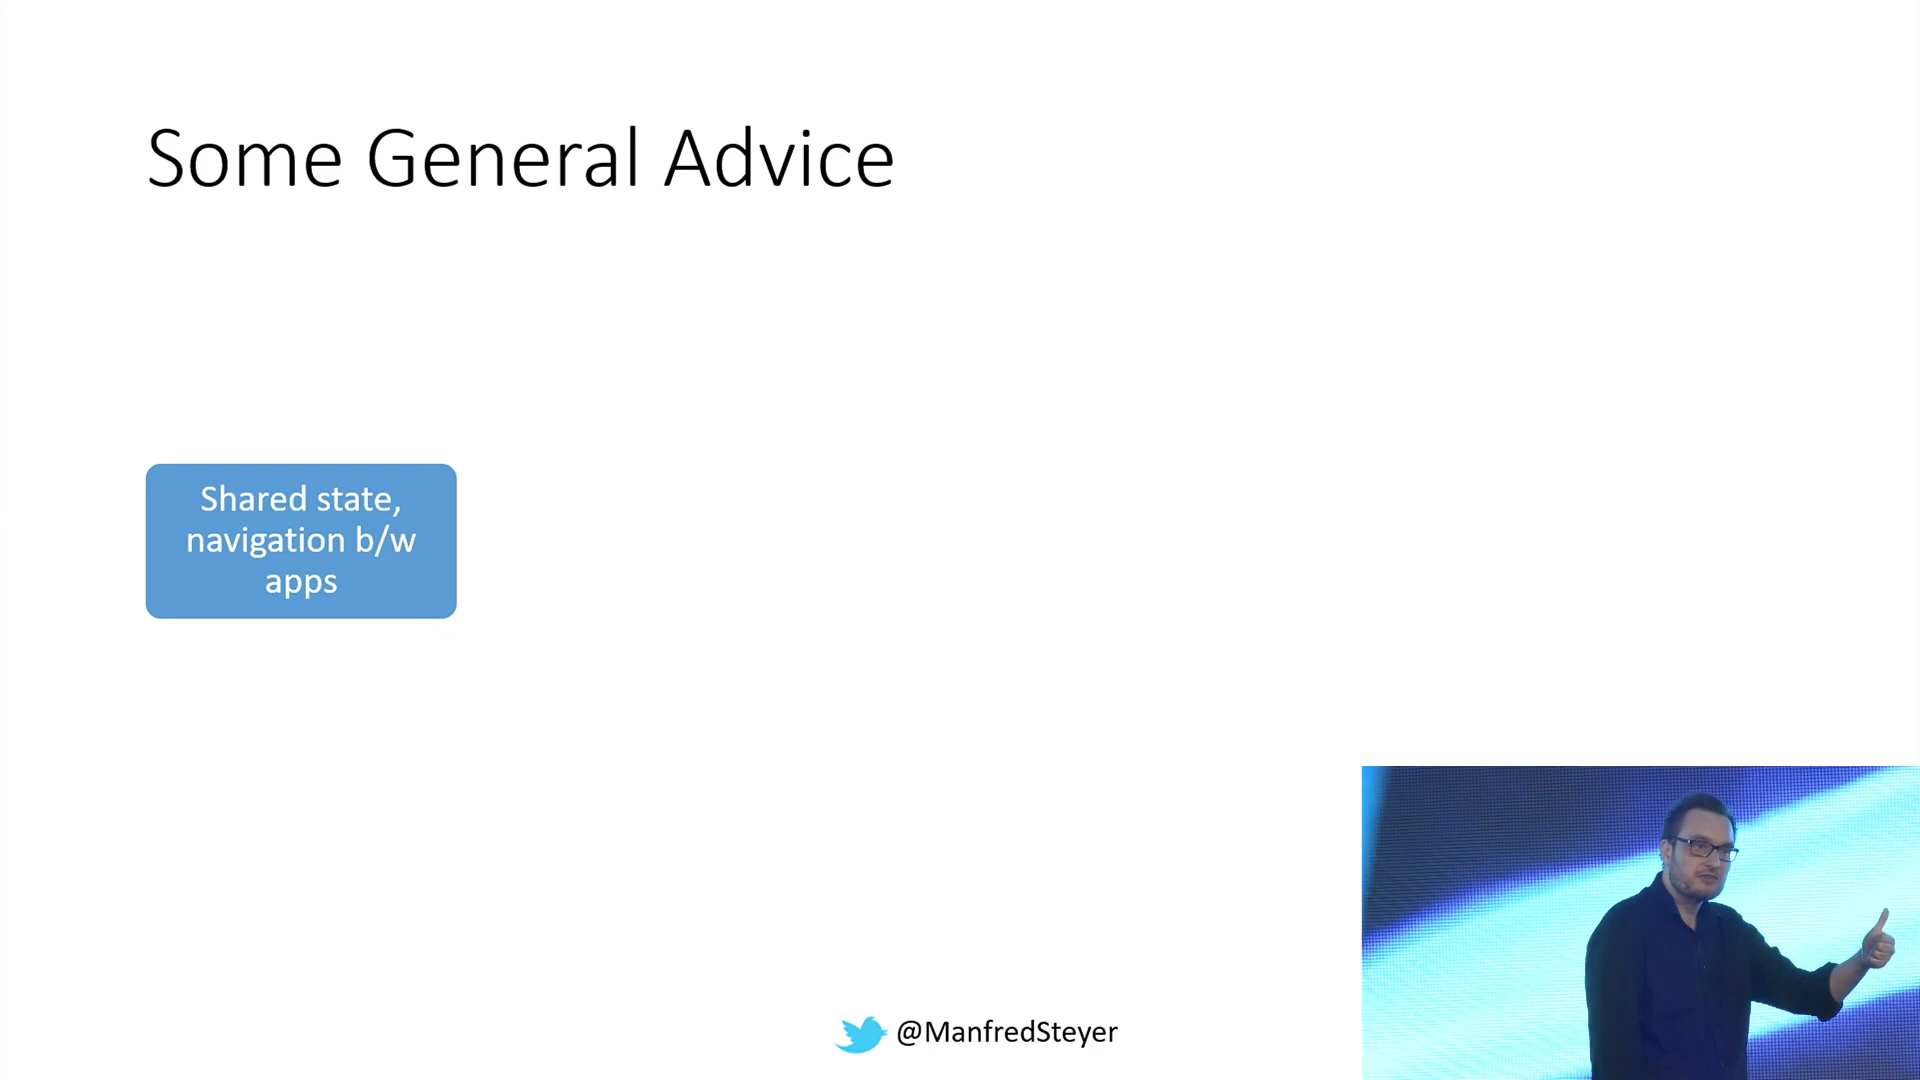 Some General Advice
Shared state,
navigation b/w
apps
@ManfredSteyer